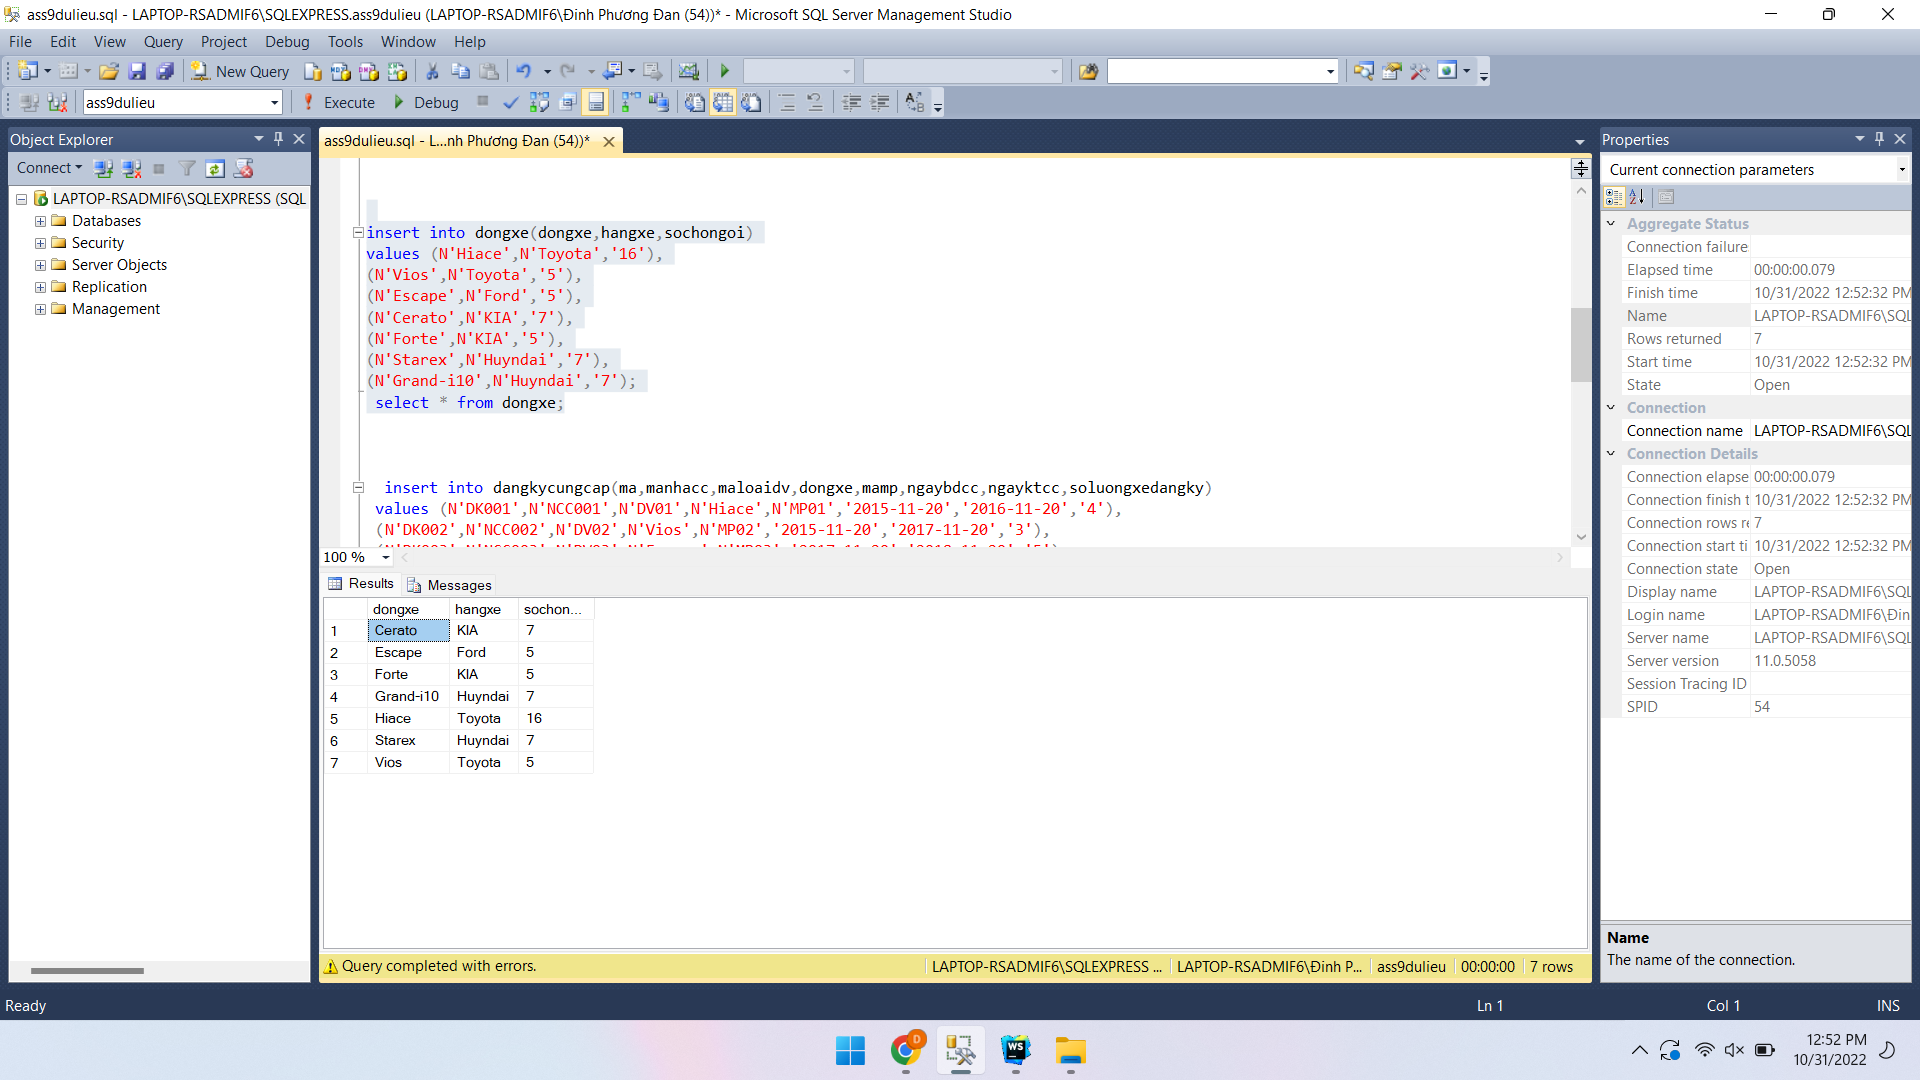 ass9dulieu.sql - LAPTOP-RSADMIF6\SQLEXPRESS.ass9dulieu (LAPTOP-RSADMIF6\Đinh Phương Đan (54))* - Microsoft SQL Server Management Studio
File Edit View Query Project Debug Tools Window Help
New Query
ass9dulieu Execute Debug
Object Explorer
Connect
LAPTOP-RSADMIF6\SQLEXPRESS (SQL
Databases
Security
Server Objects
Replication
Management
ass9dulieu.sql - L...nh Phương Đan (54))*
insert into dongxe(dongxe,hangxe,sochongoi)
values (N'Hiace',N'Toyota','16'),
(N'Vios',N'Toyota','5'),
(N'Escape',N'Ford','5'),
(N'Cerato',N'KIA','7'),
(N'Forte',N'KIA','5'),
(N'Starex',N'Huyndai','7'),
(N'Grand-i10',N'Huyndai','7');
select * from dongxe;
insert into dangkycungcap(ma,manhacc,maloaidv,dongxe,mamp,ngaybdcc,ngayktcc,soluongxedangky)
values (N'DK001',N'NCC001',N'DV01',N'Hiace',N'MP01','2015-11-20','2016-11-20','4'),
(N'DK002',N'NCC002',N'DV02',N'Vios',N'MP02','2015-11-20','2017-11-20','3'),
100 %
Results Messages
dongxe hangxe sochon...
1 Cerato KIA 7
2 Escape Ford 5
3 Forte KIA 5
4 Grand-i10 Huyndai 7
5 Hiace Toyota 16
6 Starex Huyndai 7
7 Vios Toyota 5
Query completed with errors. LAPTOP-RSADMIF6\SQLEXPRESS ... LAPTOP-RSADMIF6\Đinh P... ass9dulieu 00:00:00 7 rows
Properties
Current connection parameters
Aggregate Status
Connection failure
Elapsed time 00:00:00.079
Finish time 10/31/2022 12:52:32 PM
Name LAPTOP-RSADMIF6\SQL
Rows returned 7
Start time 10/31/2022 12:52:32 PM
State Open
Connection
Connection name LAPTOP-RSADMIF6\SQL
Connection Details
Connection elapse 00:00:00.079
Connection finish t 10/31/2022 12:52:32 PM
Connection rows re 7
Connection start ti 10/31/2022 12:52:32 PM
Connection state Open
Display name LAPTOP-RSADMIF6\SQL
Login name LAPTOP-RSADMIF6\Đin
Server name LAPTOP-RSADMIF6\SQL
Server version 11.0.5058
Session Tracing ID
SPID 54
Name
The name of the connection.
Ready Ln 1 Col 1 INS
D
WS
12:52 PM
10/31/2022